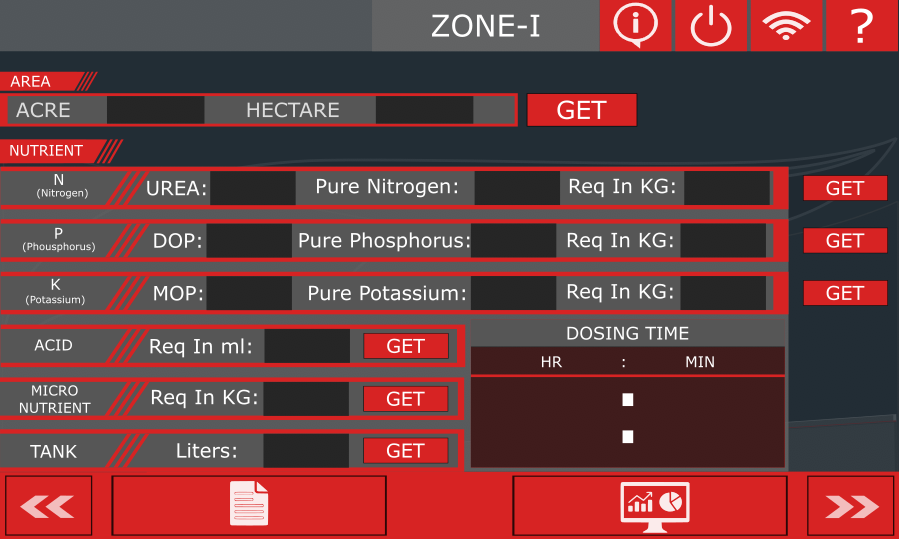 ZONE-I
?
AREA
ACRE HECTARE GET
NUTRIENT
N
(Nitrogen)
UREA: Pure Nitrogen: Req In KG: GET
P
(Phousphorus)
DOP: Pure Phosphorus: Req In KG: GET
K
(Potassium)
MOP: Pure Potassium: Req In KG: GET
ACID Req In ml: GET
MICRO
NUTRIENT
Req In KG: GET
TANK Liters: GET
DOSING TIME
HR : MIN